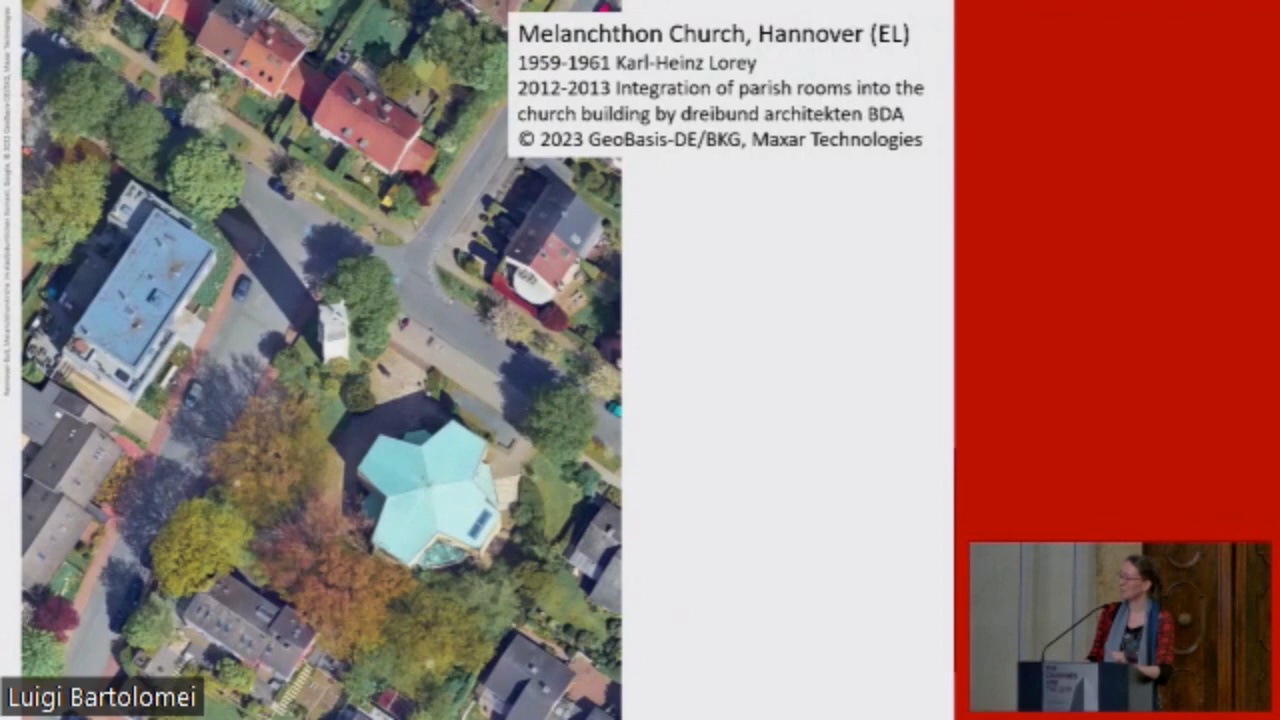 Melanchthon Church, Hannover (EL)
1959-1961 Karl-Heinz Lorey
2012-2013 Integration of parish rooms into the
church building by dreibund architekten BDA
© 2023 GeoBasis-DE/BKG, Maxar Technologies
Luigi Bartolomei